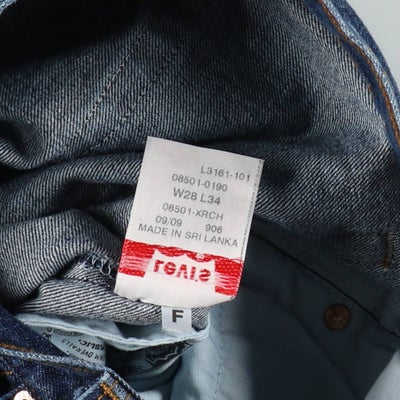 L3161-101
08501-0190
W28 L34
08501-XRCH
09/09 906
MADE IN SRI LANKA
Levi's
F